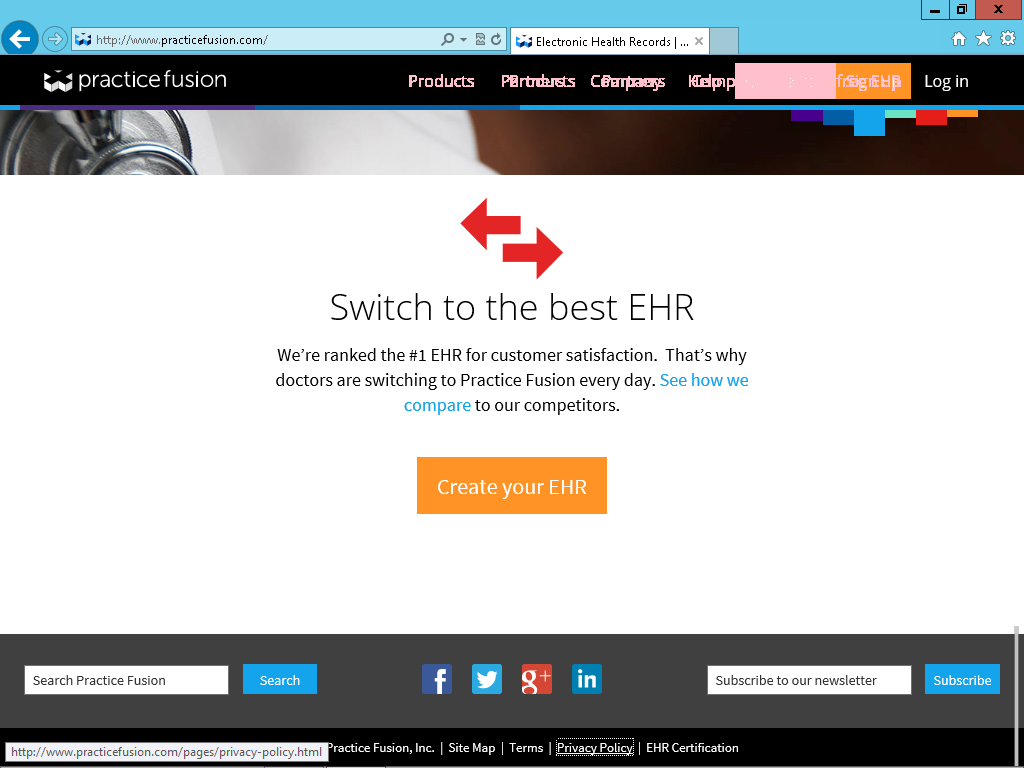 http://www.practicefusion.com/
Electronic Health Records | ...
practice fusion
Products
Partners
Company
Help
Sign up
Log in
Switch to the best EHR
We're ranked the #1 EHR for customer satisfaction. That's why
doctors are switching to Practice Fusion every day. See how we
compare to our competitors.
Create your EHR
Search Practice Fusion
Search
f
g+
in
Subscribe to our newsletter
Subscribe
http://www.practicefusion.com/pages/privacy-policy.html
Practice Fusion, Inc. | Site Map | Terms | Privacy Policy | EHR Certification